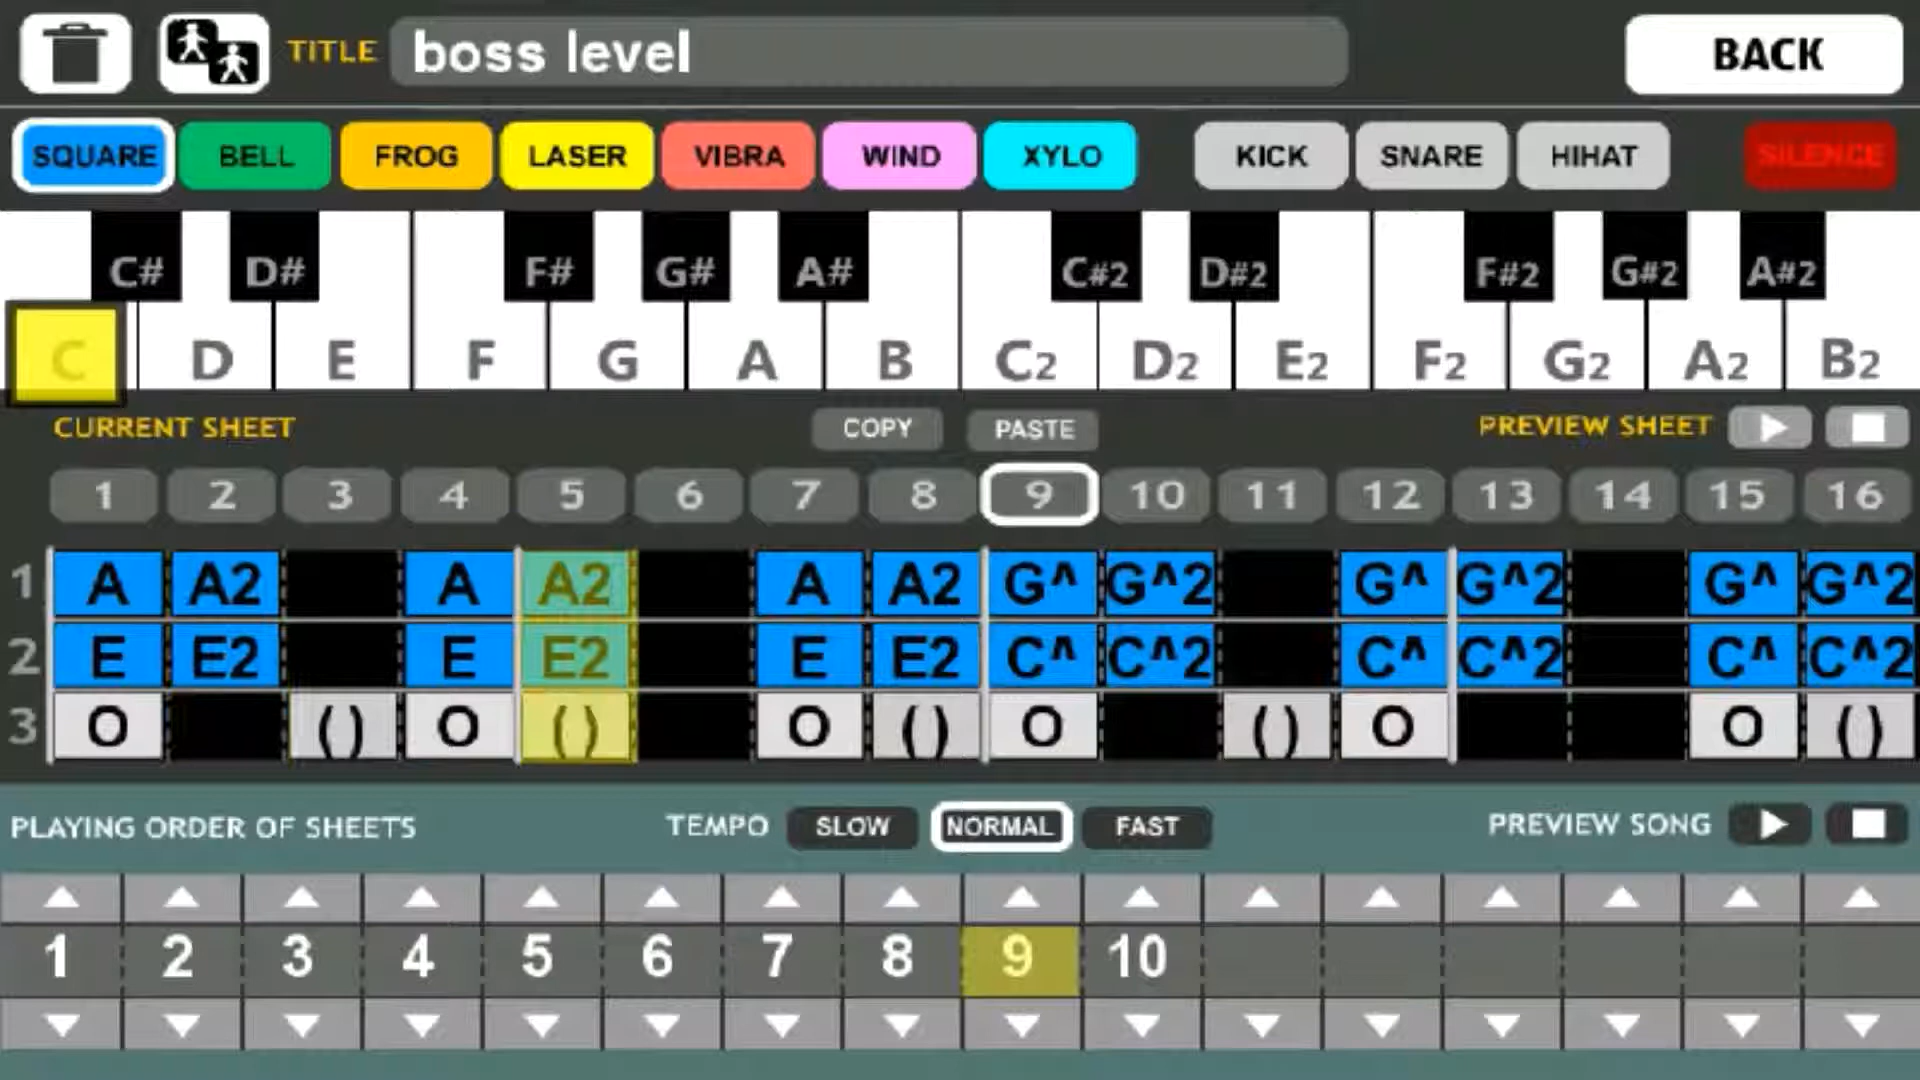 TITLE boss level BACK
SQUARE BELL FROG LASER VIBRA WIND XYLO KICK SNARE HIHAT SILENCE
C# D# F# G# A# C#2 D#2 F#2 G#2 A#2
C D E F G A B C2 D2 E2 F2 G2 A2 B2
CURRENT SHEET COPY PASTE PREVIEW SHEET
1 2 3 4 5 6 7 8 9 10 11 12 13 14 15 16
1 A A2 A A2 A A2 G^ G^2 G^ G^2 G^ G^2
2 E E2 E E2 E E2 C^ C^2 C^ C^2 C^ C^2
3 O () O () O () O () O O ()
PLAYING ORDER OF SHEETS TEMPO SLOW NORMAL FAST PREVIEW SONG
1 2 3 4 5 6 7 8 9 10